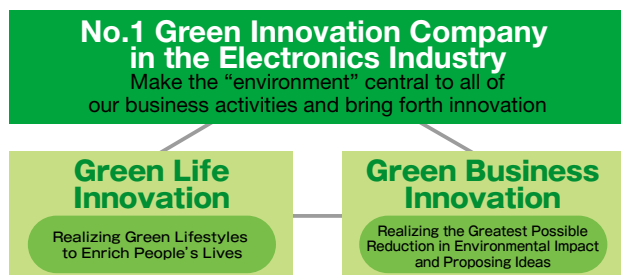 No.1 Green Innovation Company
in the Electronics Industry
Make the “environment” central to all of
our business activities and bring forth innovation
Green Life
Innovation
Realizing Green Lifestyles
to Enrich People’s Lives
Green Business
Innovation
Realizing the Greatest Possible
Reduction in Environmental Impact
and Proposing Ideas